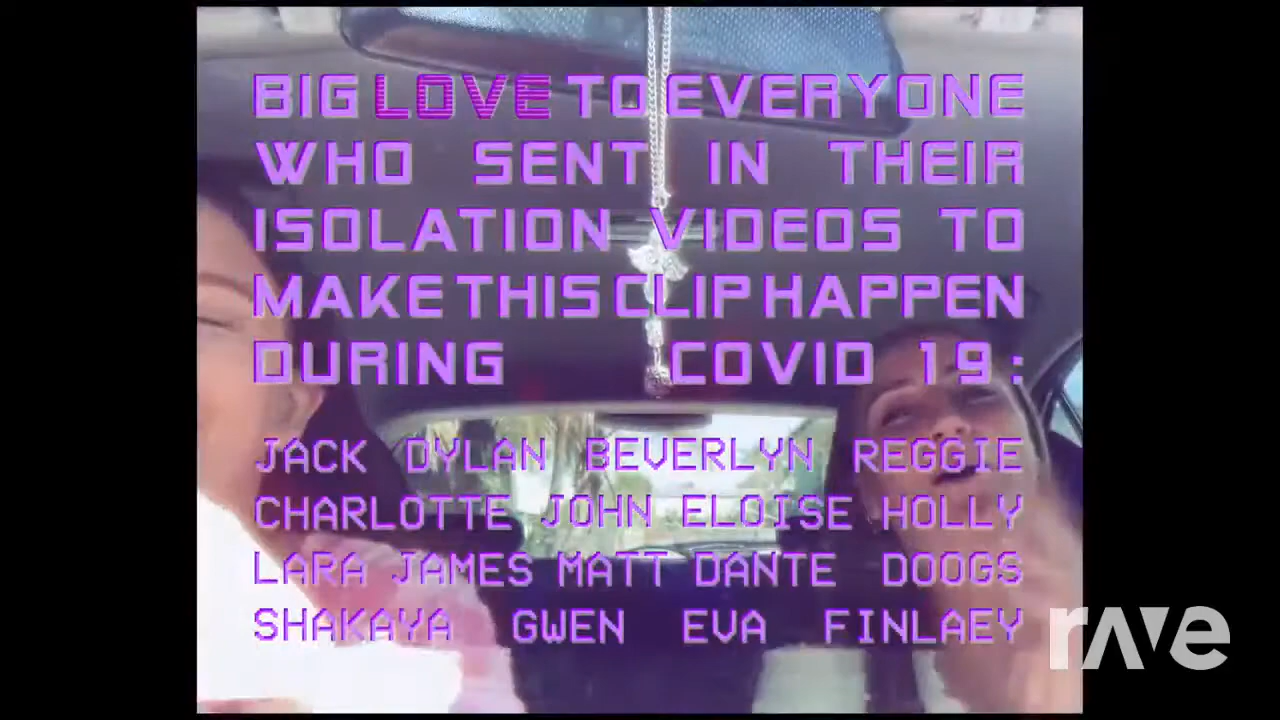 BIG LOVE TO EVERYONE
WHO SENT IN THEIR
ISOLATION VIDEOS TO
MAKE THIS CLIP HAPPEN
DURING COVID 19:
JACK DYLAN BEVERLYN REGGIE
CHARLOTTE JOHN ELOISE HOLLY
LARA JAMES MATT DANTE DOOGS
SHAKAYA GWEN EVA FINLAEY
rave